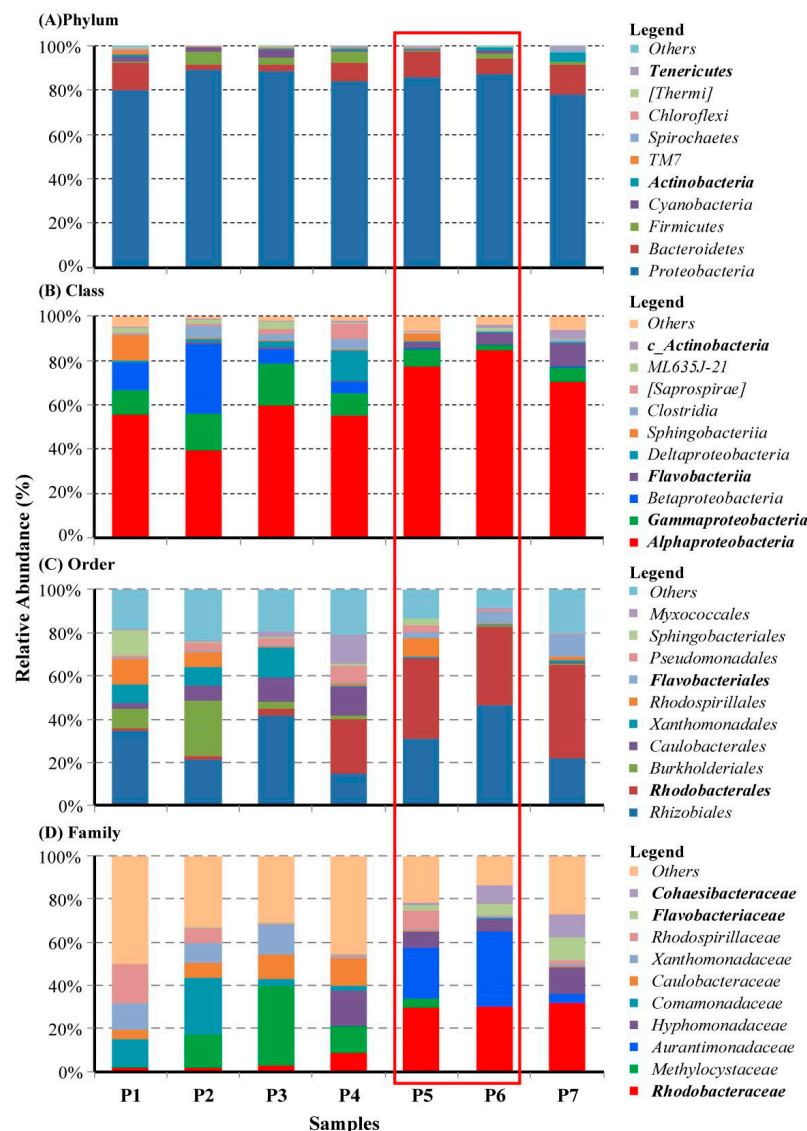 (A)Phylum
100%
80%
60%
40%
20%
0%
Legend
Others
Tenericutes
[Thermi]
Chloroflexi
Spirochaetes
TM7
Actinobacteria
Cyanobacteria
Firmicutes
Bacteroidetes
Proteobacteria
(B) Class
100%
80%
60%
40%
20%
0%
Legend
Others
c_Actinobacteria
ML635J-21
[Saprospirae]
Clostridia
Sphingobacteriia
Deltaproteobacteria
Flavobacteriia
Betaproteobacteria
Gammaproteobacteria
Alphaproteobacteria
Relative Abundance (%)
(C) Order
100%
80%
60%
40%
20%
0%
Legend
Others
Myxococcales
Sphingobacteriales
Pseudomonadales
Flavobacteriales
Rhodospirillales
Xanthomonadales
Caulobacterales
Burkholderiales
Rhodobacterales
Rhizobiales
(D) Family
100%
80%
60%
40%
20%
0%
Legend
Others
Cohaesibacteraceae
Flavobacteriaceae
Rhodospirillaceae
Xanthomonadaceae
Caulobacteraceae
Comamonadaceae
Hyphomonadaceae
Aurantimonadaceae
Methylocystaceae
Rhodobacteraceae
P1 P2 P3 P4 P5 P6 P7
Samples